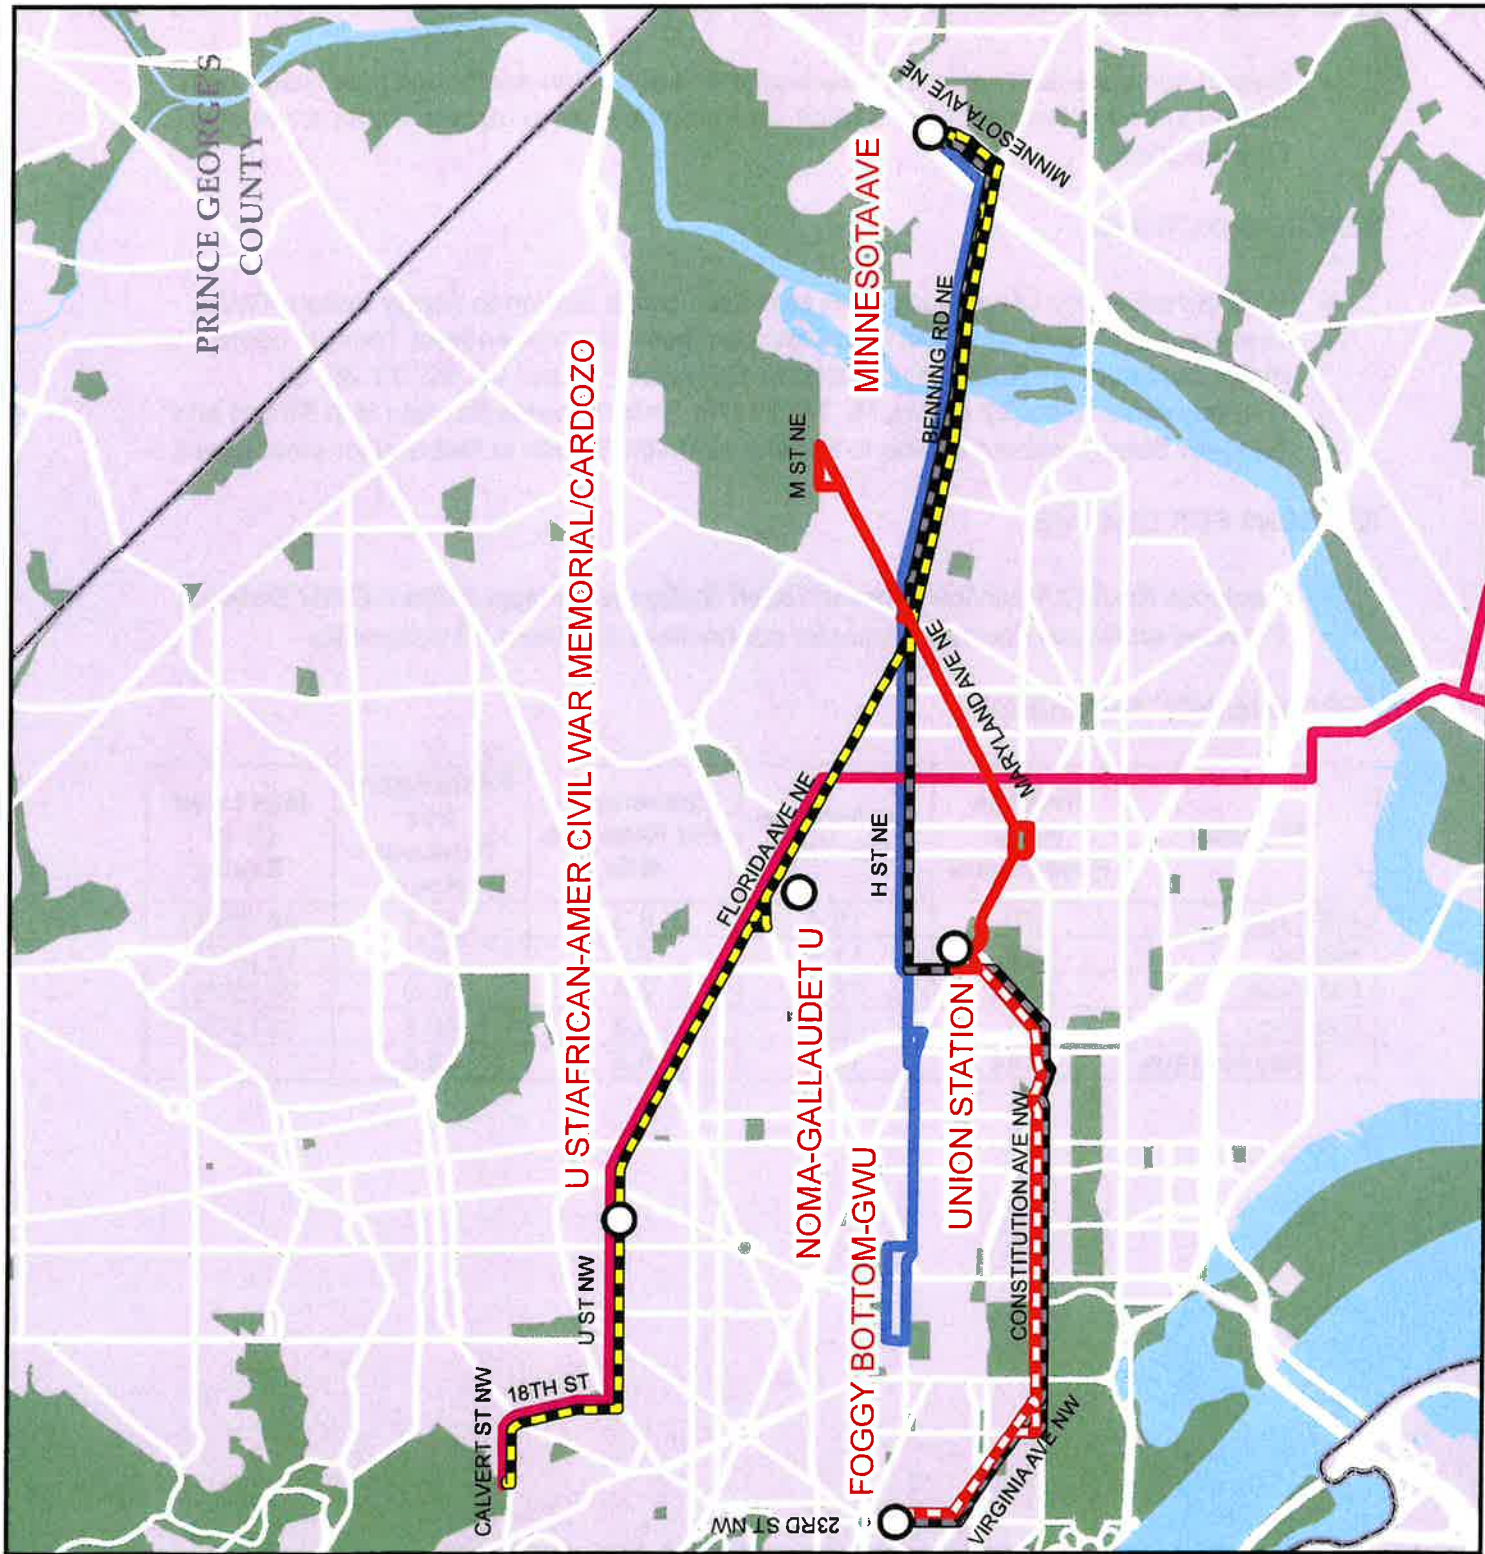 PRINCE GEORGE'S
COUNTY
CALVERT ST NW
18TH ST
U ST NW
U ST/AFRICAN-AMER CIVIL WAR MEMORIAL/CARDOZO
FLORIDA AVE NE
NOMA-GALLAUDET U
23RD ST NW
FOGGY BOTTOM-GWU
H ST NE
M ST NE
MINNESOTA AVE
MINNESOTA AVE NE
BENNING RD NE
UNION STATION
MARYLAND AVE NE
VIRGINIA AVE NW
CONSTITUTION AVE NW